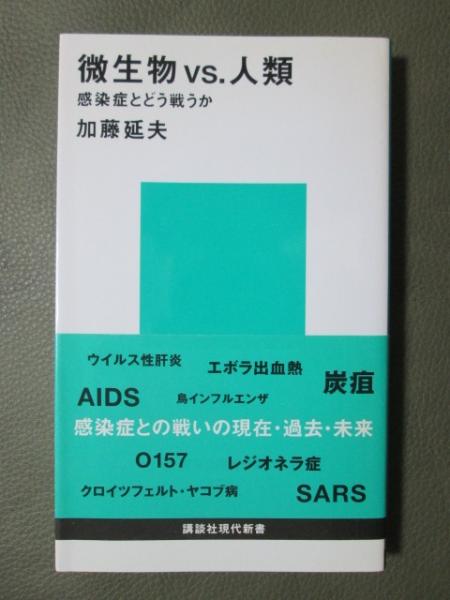 微生物 vs. 人類
感染症とどう戦うか
加藤延夫
ウイルス性肝炎
エボラ出血熱
炭疽
AIDS
鳥インフルエンザ
感染症との戦いの現在・過去・未来
O157
レジオネラ症
クロイツフェルト・ヤコブ病
SARS
講談社現代新書